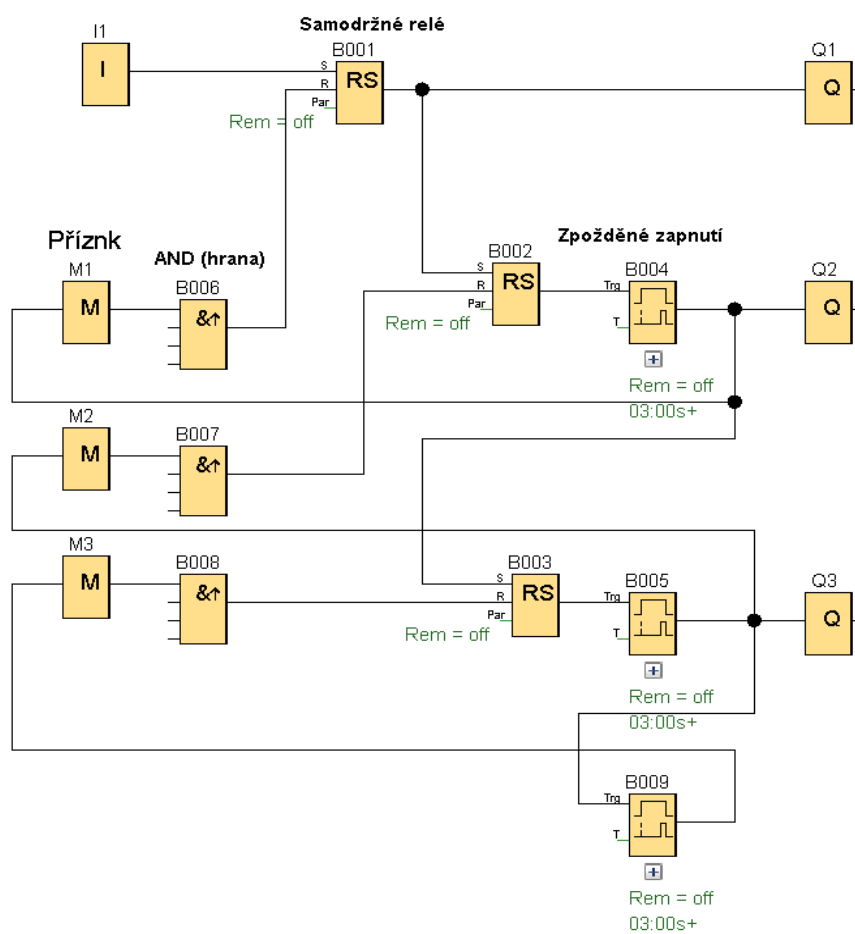 Samodržné relé
I1
I
B001
S
R
Par
RS
Rem = off
Q1
Q
Příznk
M1
M
AND (hrana)
B006
&↑
B002
S
R
Par
RS
Rem = off
Zpožděné zapnutí
B004
Trg
T
+
Rem = off
03:00s+
Q2
Q
M2
M
B007
&↑
M3
M
B008
&↑
B003
S
R
Par
RS
Rem = off
B005
Trg
T
+
Rem = off
03:00s+
Q3
Q
B009
Trg
T
+
Rem = off
03:00s+